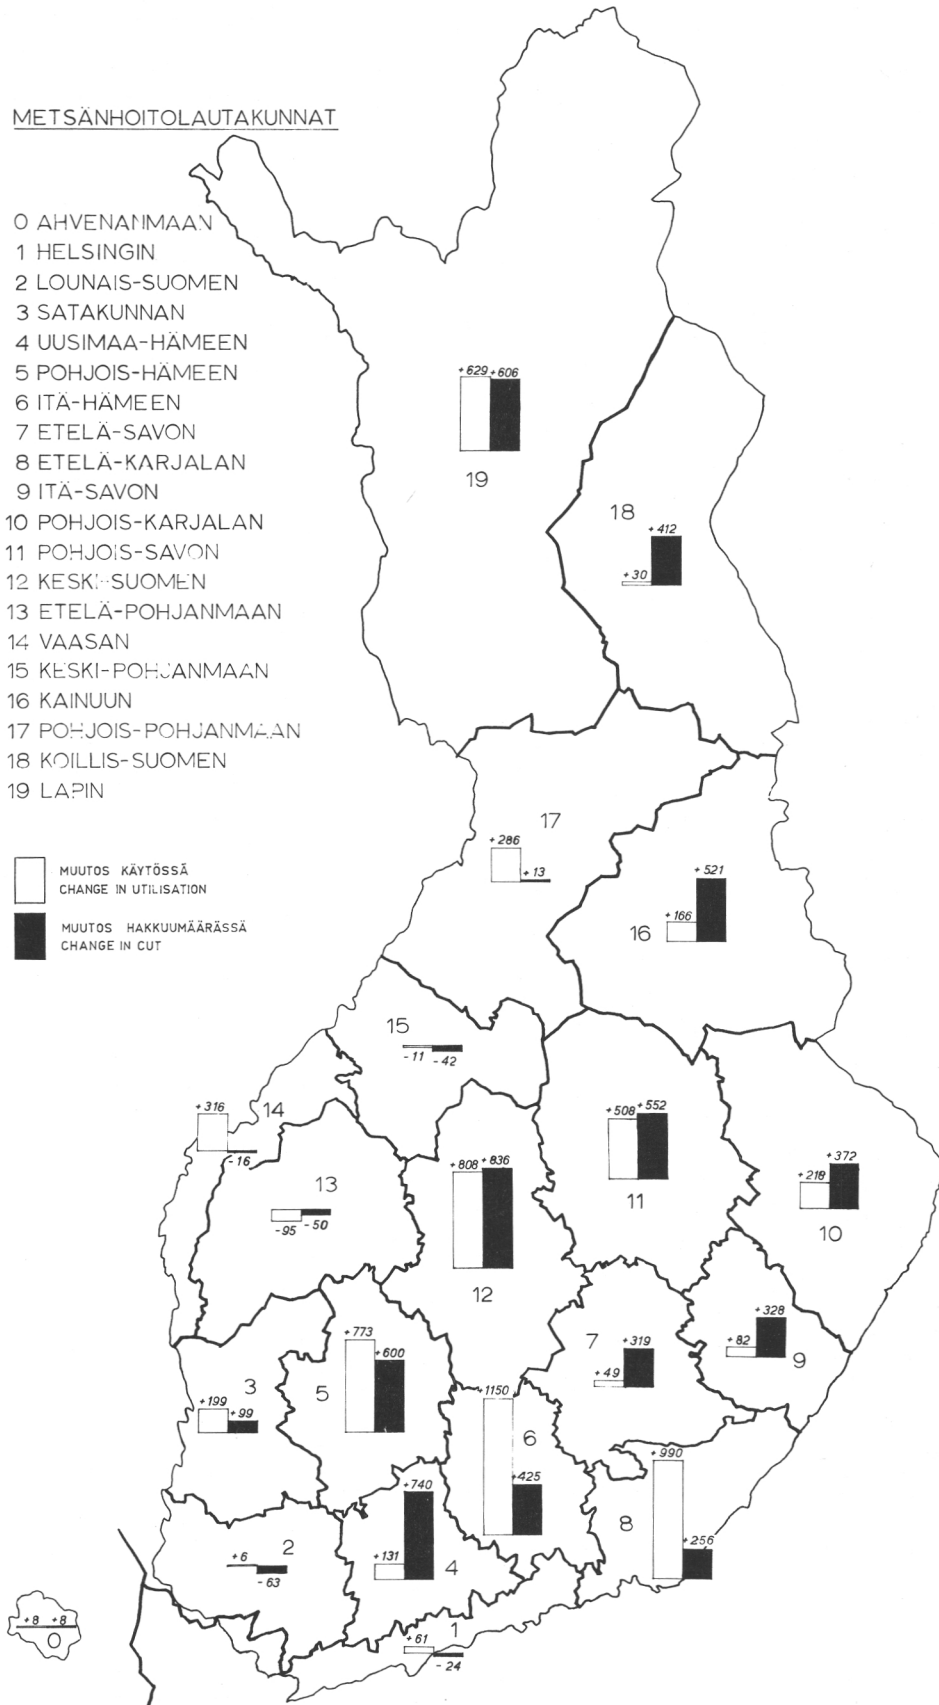 METSÄNHOITOLAUTAKUNNAT
0 AHVENANMAAN
1 HELSINGIN
2 LOUNAIS-SUOMEN
3 SATAKUNNAN
4 UUSIMAA-HÄMEEN
5 POHJOIS-HÄMEEN
6 ITÄ-HÄMEEN
7 ETELÄ-SAVON
8 ETELÄ-KARJALAN
9 ITÄ-SAVON
10 POHJOIS-KARJALAN
11 POHJOIS-SAVON
12 KESKI-SUOMEN
13 ETELÄ-POHJANMAAN
14 VAASAN
15 KESKI-POHJANMAAN
16 KAINUUN
17 POHJOIS-POHJANMAAN
18 KOILLIS-SUOMEN
19 LAPIN
MUUTOS KÄYTÖSSÄ
CHANGE IN UTILISATION
MUUTOS HAKKUUMÄÄRÄSSÄ
CHANGE IN CUT
+629 +606
19
18
+412
+30
17
+286
+13
+521
+166
16
15
-11 -42
+316
14
-16
13
-95 -50
+808 +836
12
+508 +552
11
+372
+218
10
+328
+82
9
7
+319
+49
+773
+600
5
3
+199
+99
+1150
6
+425
+990
8
+256
+740
+131
4
2
+6
-63
+8 +8
0
1
+61
-24